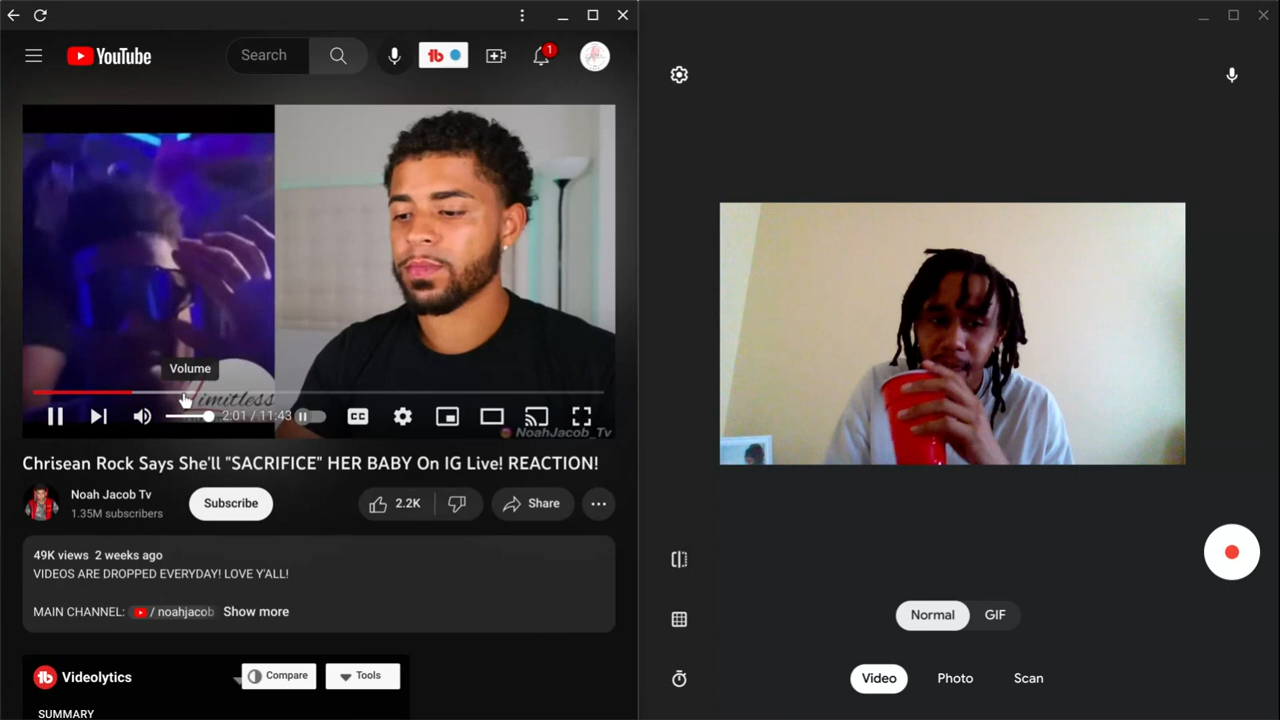 YouTube
Search
1
Volume
Limitless
2:01 / 11:43
CC
NoahJacob_Tv
Chrisean Rock Says She'll "SACRIFICE" HER BABY On IG Live! REACTION!
Noah Jacob Tv
1.35M subscribers
Subscribe
2.2K
Share
49K views 2 weeks ago
VIDEOS ARE DROPPED EVERYDAY! LOVE Y'ALL!
MAIN CHANNEL: / noahjacob Show more
Videolytics
Compare
Tools
SUMMARY
Normal
GIF
Video
Photo
Scan